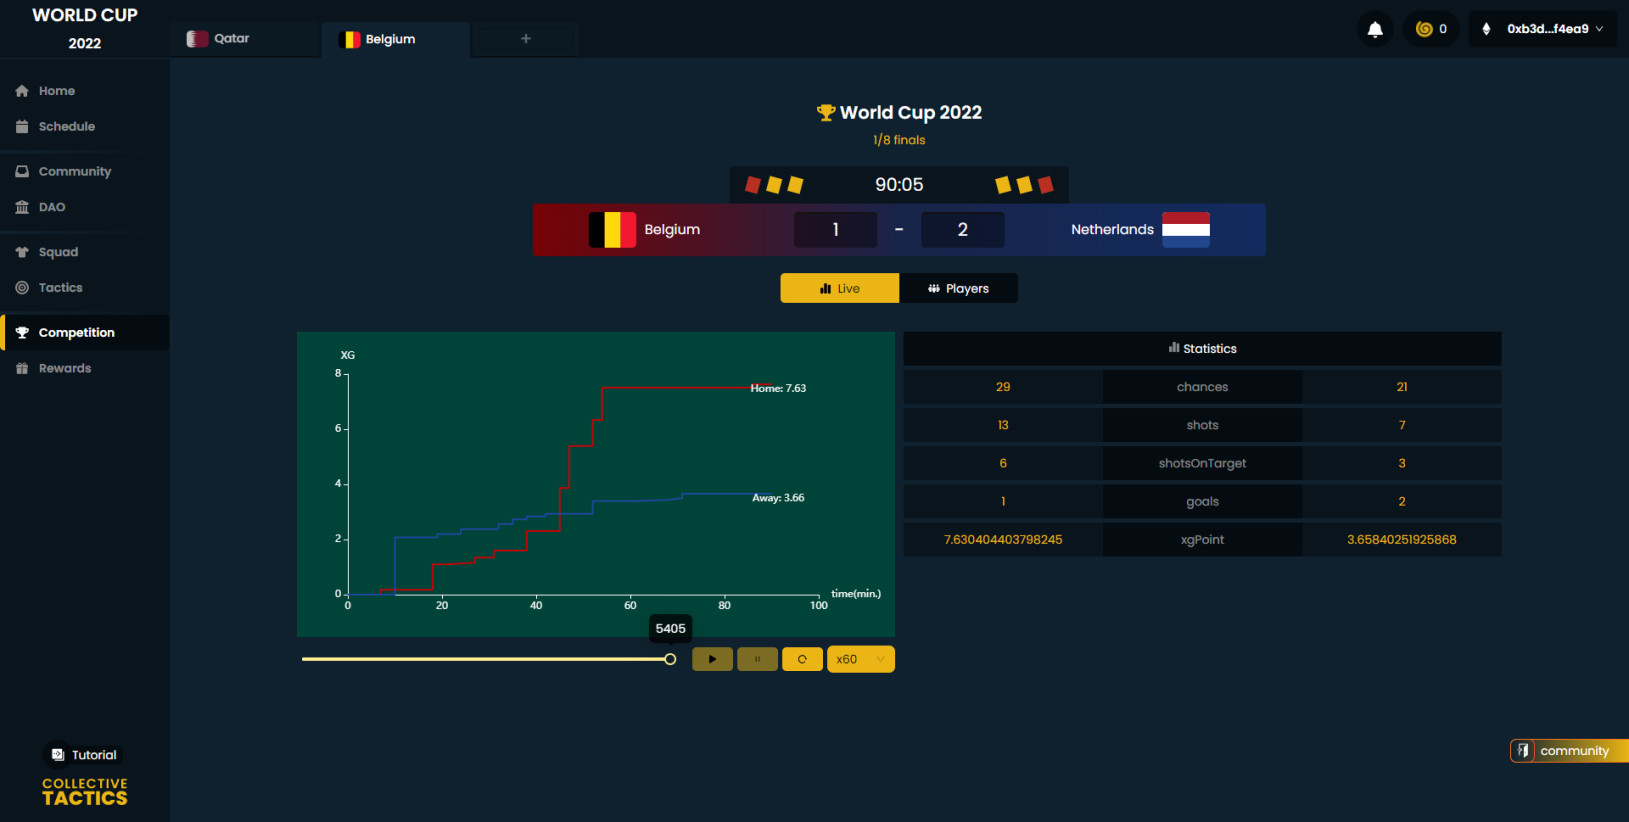 WORLD CUP
2022
Qatar
Belgium
+
0
0xb3d...f4ea9
Home
Schedule
Community
DAO
Squad
Tactics
Competition
Rewards
World Cup 2022
1/8 finals
90:05
Belgium
1 - 2
Netherlands
Live
Players
XG
8
6
4
2
0
0 20 40 60 80 100
time(min.)
Home: 7.63
Away: 3.66
5405
x60
Statistics
29 chances 21
13 shots 7
6 shotsOnTarget 3
1 goals 2
7.630404403798245 xgPoint 3.65840251925868
Tutorial
COLLECTIVE
TACTICS
community